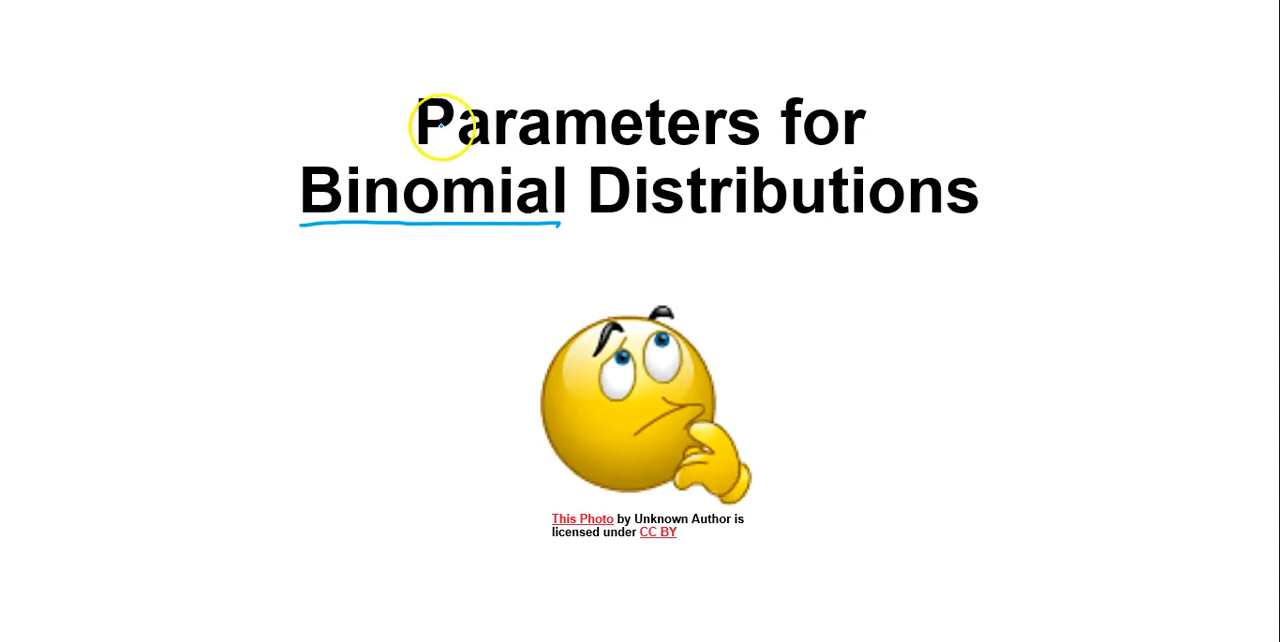 Parameters for
Binomial Distributions
This Photo by Unknown Author is
licensed under CC BY